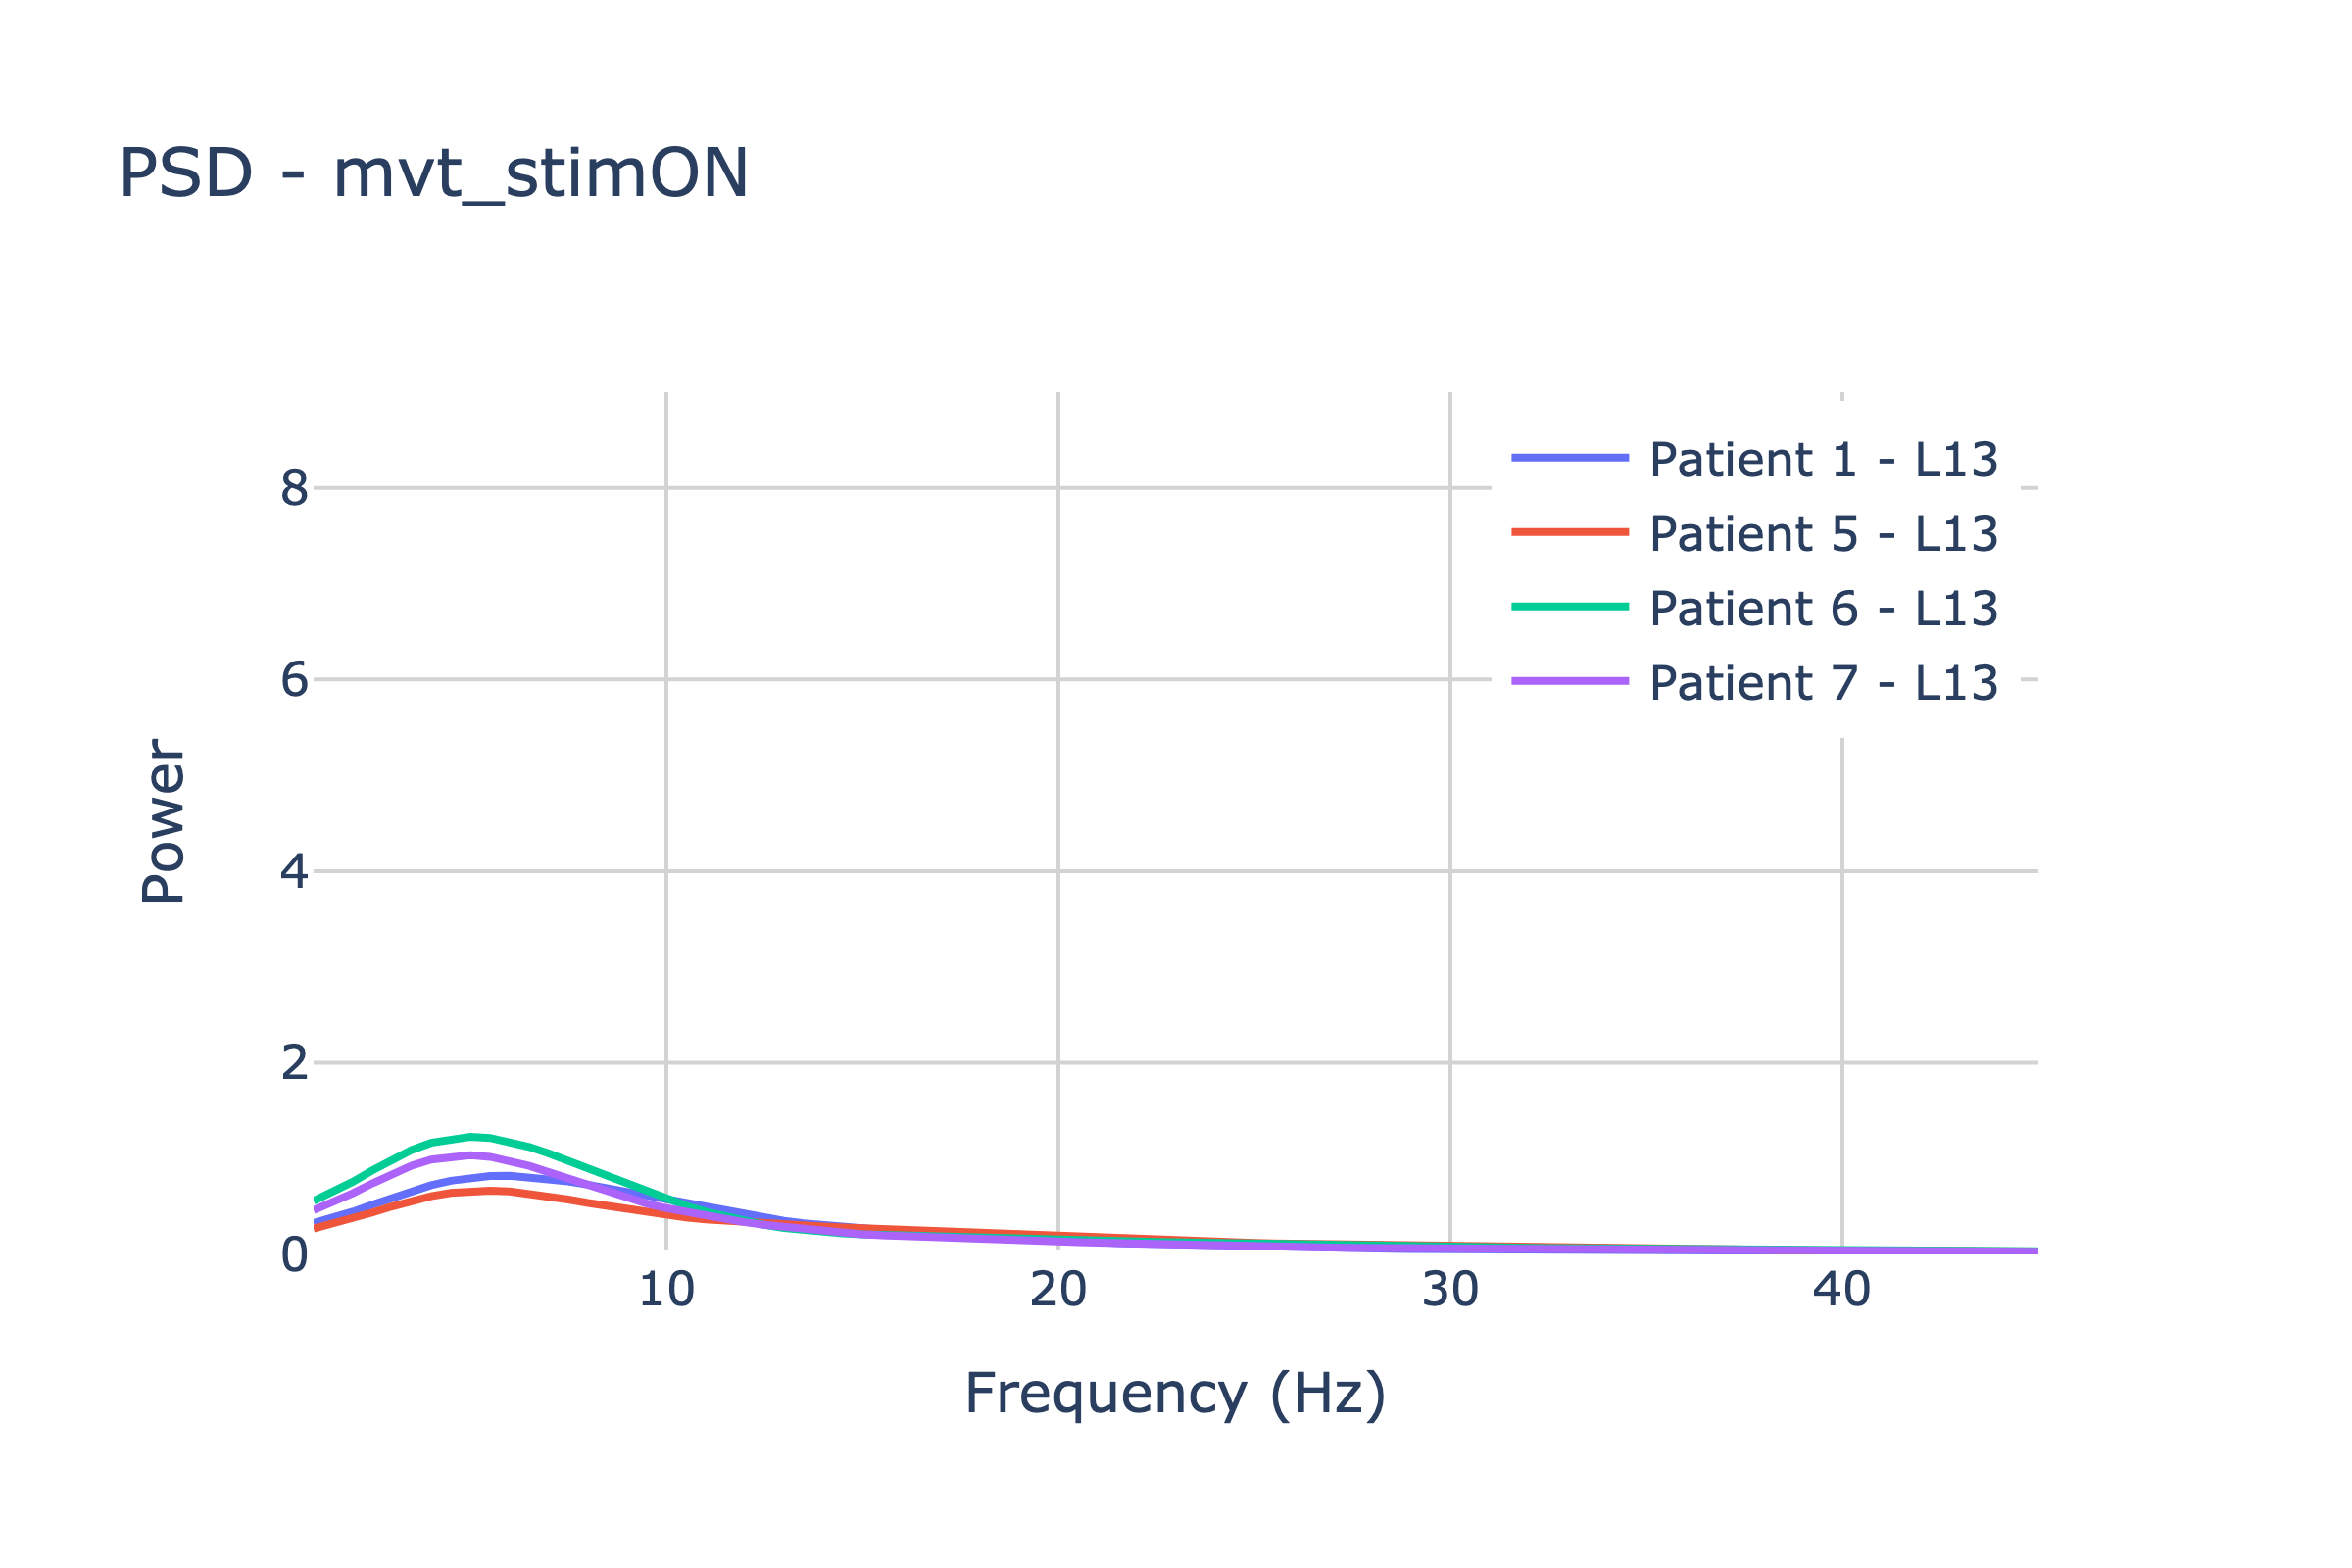 PSD - mvt_stimON
Patient 1 - L13
Patient 5 - L13
Patient 6 - L13
Patient 7 - L13
8
6
4
2
0
Power
10 20 30 40
Frequency (Hz)